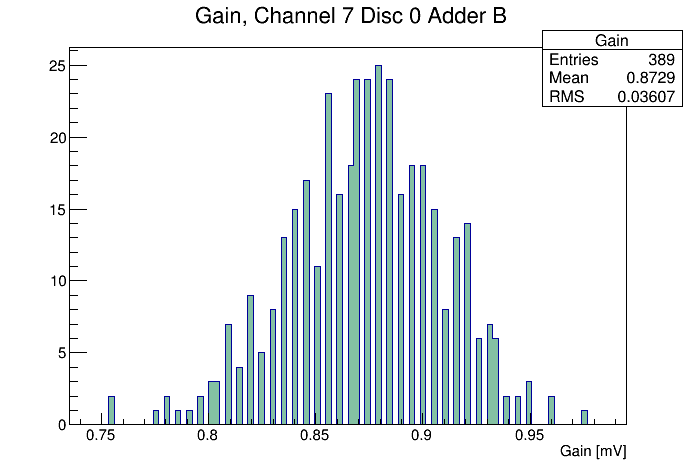 Gain, Channel 7 Disc 0 Adder B
Gain
Entries 389
Mean 0.8729
RMS 0.03607
25
20
15
10
5
0
0.75 0.8 0.85 0.9 0.95
Gain [mV]